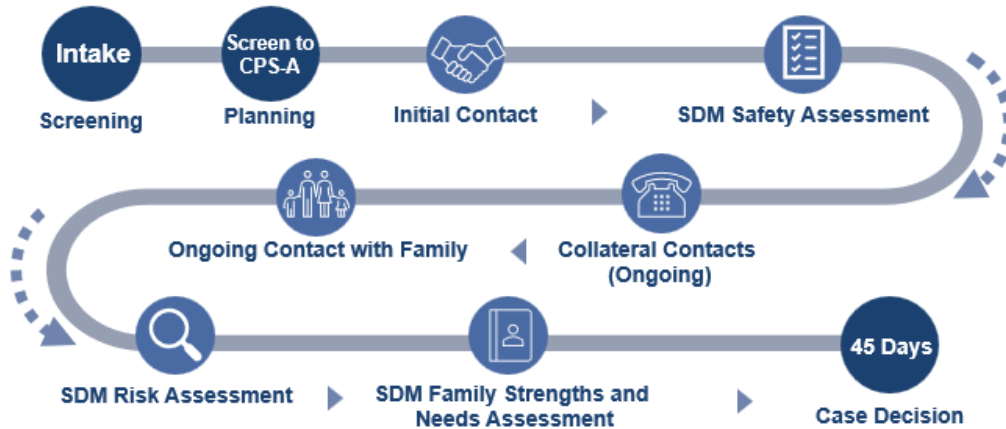 Intake
Screening
Screen to
CPS-A
Planning
Initial Contact
SDM Safety Assessment
Collateral Contacts
(Ongoing)
Ongoing Contact with Family
SDM Risk Assessment
SDM Family Strengths and
Needs Assessment
45 Days
Case Decision